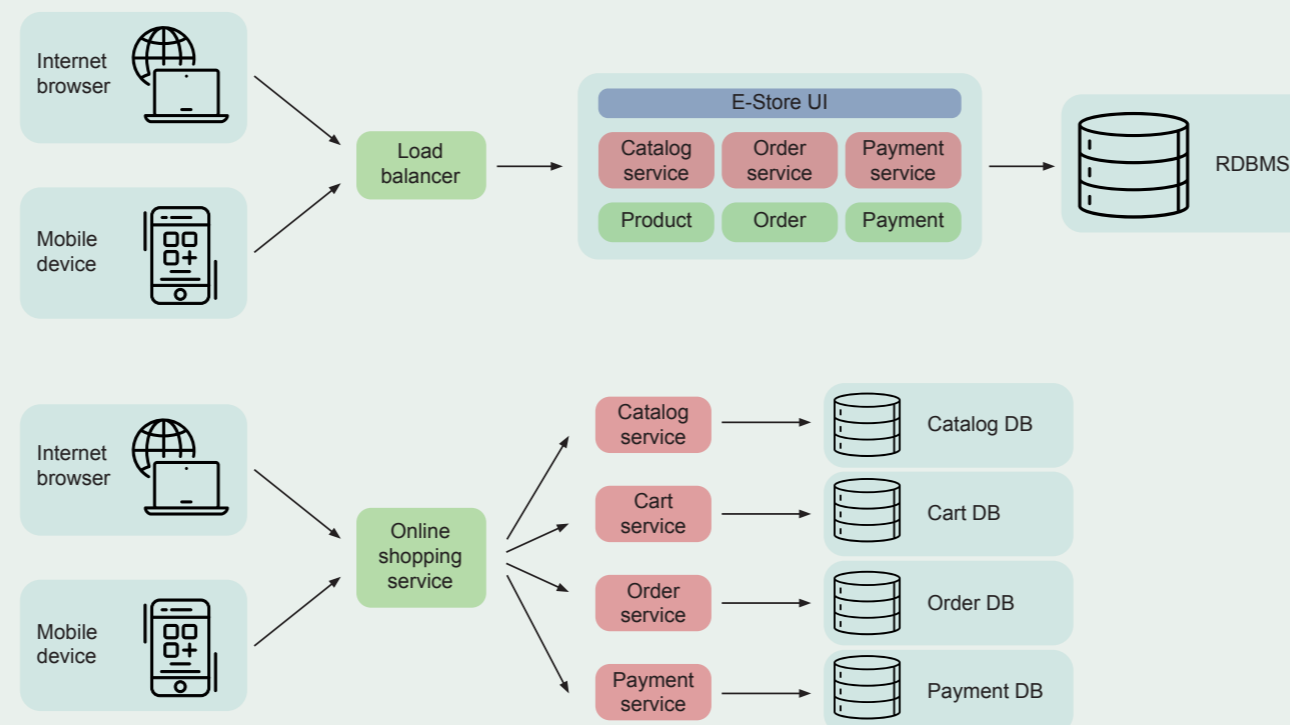 Internet
browser
Mobile
device
Load
balancer
E-Store UI
Catalog
service
Order
service
Payment
service
Product
Order
Payment
RDBMS
Internet
browser
Mobile
device
Online
shopping
service
Catalog
service
Catalog DB
Cart
service
Cart DB
Order
service
Order DB
Payment
service
Payment DB